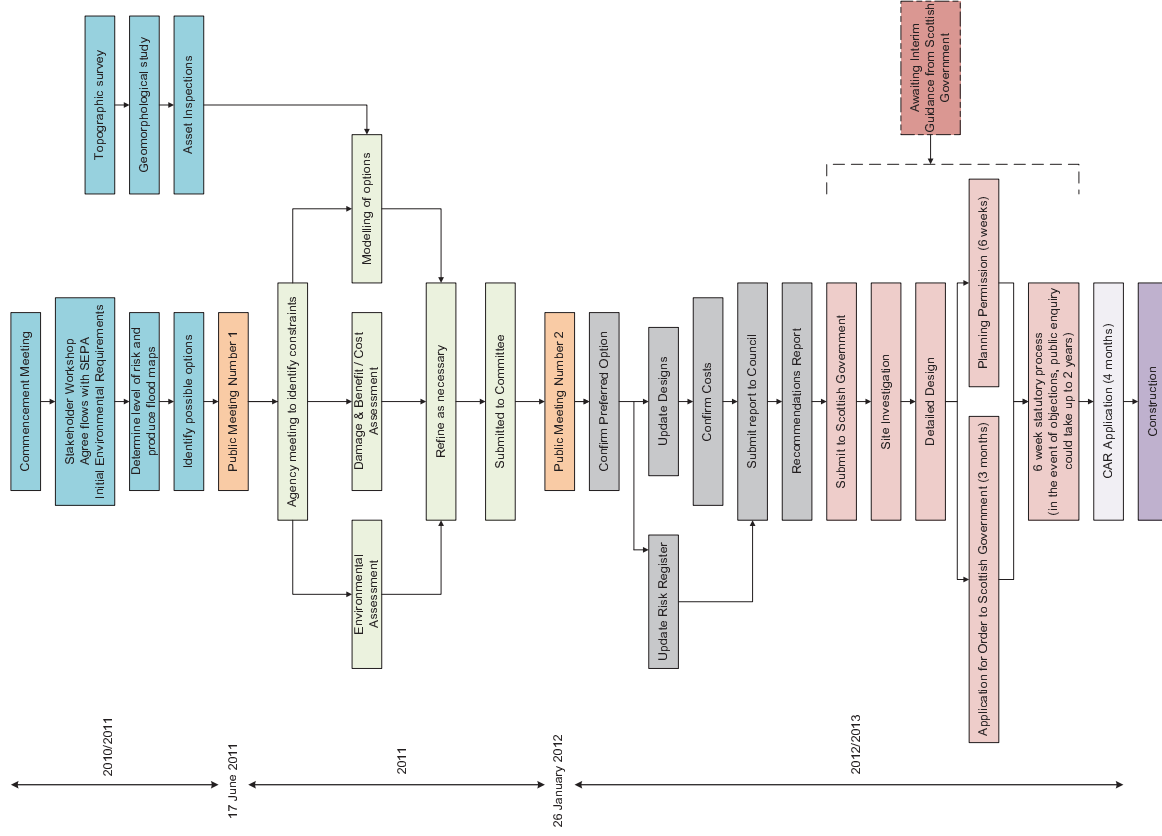 Commencement Meeting
Stakeholder Workshop
Agree flows with SEPA
Initial Environmental Requirements
Determine level of risk and
produce flood maps
Identify possible options
Topographic survey
Geomorphological study
Asset Inspections
2010/2011
Public Meeting Number 1
17 June 2011
Agency meeting to identify constraints
Environmental
Assessment
Damage & Benefit / Cost
Assessment
Modelling of options
Refine as necessary
Submitted to Committee
2011
Public Meeting Number 2
26 January 2012
Confirm Preferred Option
Update Risk Register
Update Designs
Confirm Costs
Submit report to Council
Recommendations Report
Submit to Scottish Government
Site Investigation
Detailed Design
Awaiting Interim
Guidance from Scottish
Government
Application for Order to Scottish Government (3 months)
Planning Permission (6 weeks)
6 week statutory process
(in the event of objections, public enquiry
could take up to 2 years)
CAR Application (4 months)
2012/2013
Construction